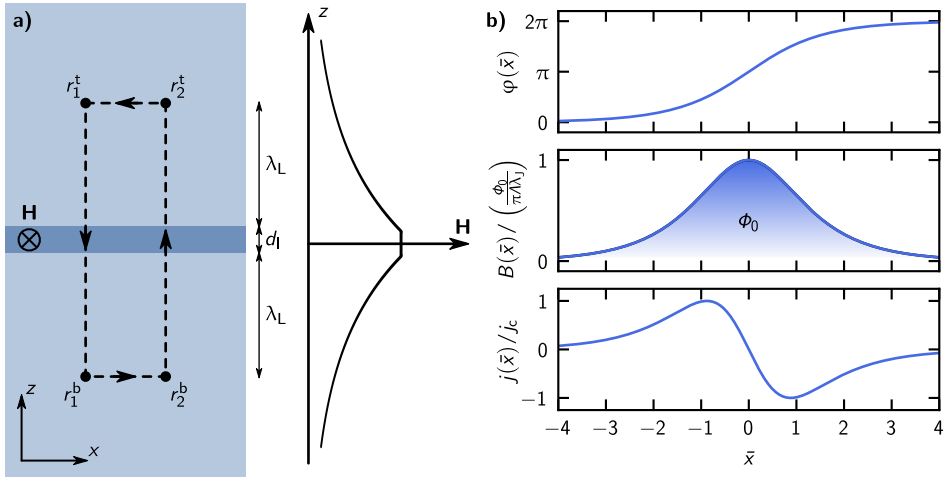 a)
r₁ᵗ
r₂ᵗ
H
r₁ᵇ
r₂ᵇ
z
x
z
λL
dI
λL
H
b)
φ(x̄)
2π
π
0
B(x̄) / (Φ₀ / πΛλJ)
1
0
Φ₀
j(x̄)/jc
1
0
−1
−4 −3 −2 −1 0 1 2 3 4
x̄